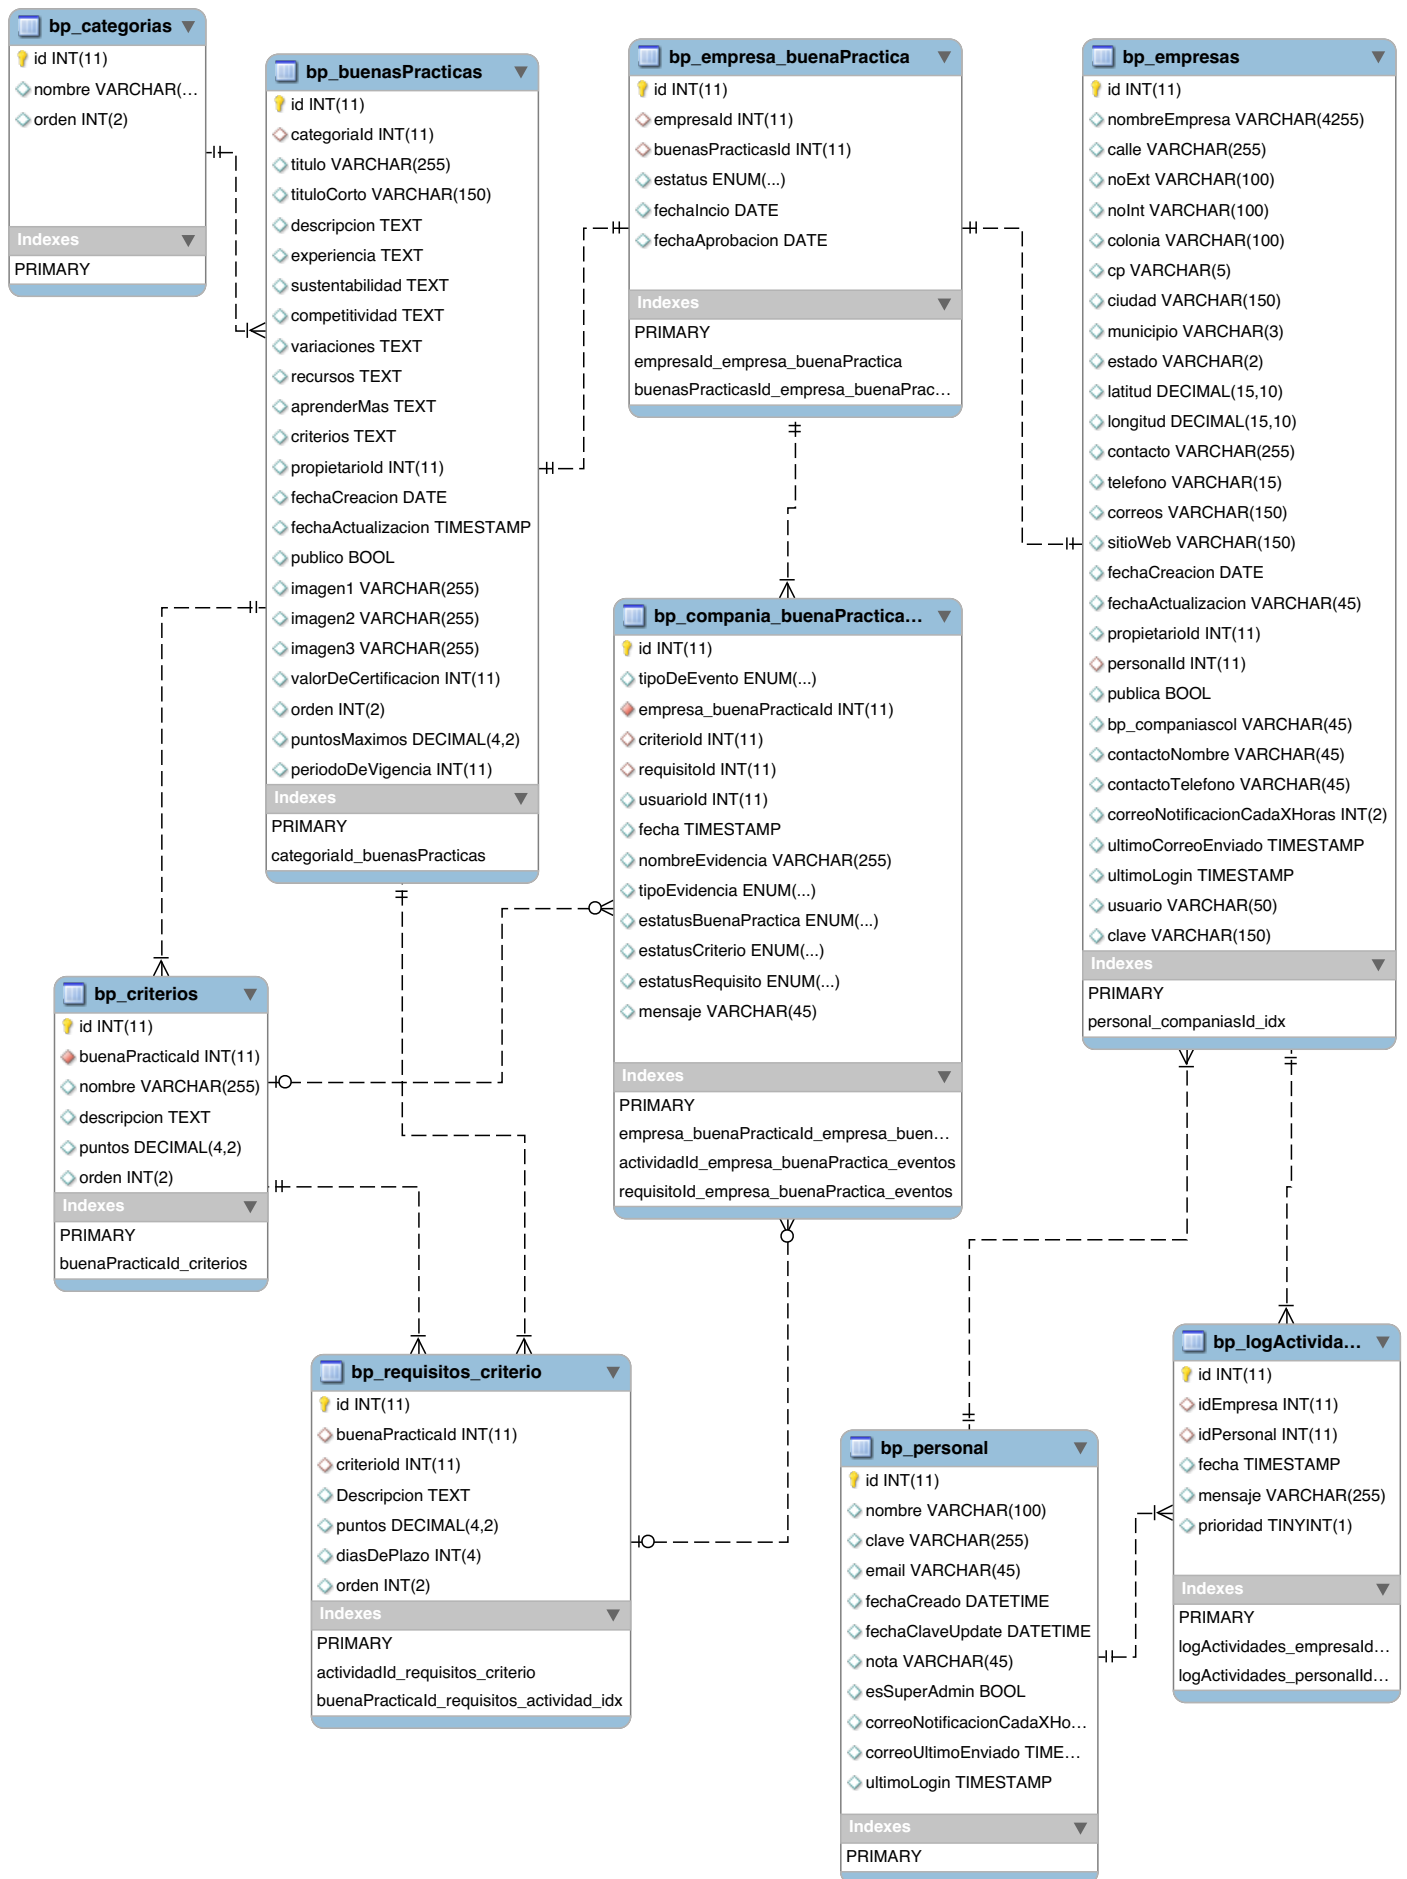 bp_categorias
id INT(11)
nombre VARCHAR(...
orden INT(2)
Indexes
PRIMARY
bp_buenasPracticas
id INT(11)
categoriaId INT(11)
titulo VARCHAR(255)
tituloCorto VARCHAR(150)
descripcion TEXT
experiencia TEXT
sustentabilidad TEXT
competitividad TEXT
variaciones TEXT
recursos TEXT
aprenderMas TEXT
criterios TEXT
propietarioId INT(11)
fechaCreacion DATE
fechaActualizacion TIMESTAMP
publico BOOL
imagen1 VARCHAR(255)
imagen2 VARCHAR(255)
imagen3 VARCHAR(255)
valorDeCertificacion INT(11)
orden INT(2)
puntosMaximos DECIMAL(4,2)
periodoDeVigencia INT(11)
Indexes
PRIMARY
categoriaId_buenasPracticas
bp_empresa_buenaPractica
id INT(11)
empresaId INT(11)
buenasPracticasId INT(11)
estatus ENUM(...)
fechaIncio DATE
fechaAprobacion DATE
Indexes
PRIMARY
empresaId_empresa_buenaPractica
buenasPracticasId_empresa_buenaPrac...
bp_empresas
id INT(11)
nombreEmpresa VARCHAR(4255)
calle VARCHAR(255)
noExt VARCHAR(100)
noInt VARCHAR(100)
colonia VARCHAR(100)
cp VARCHAR(5)
ciudad VARCHAR(150)
municipio VARCHAR(3)
estado VARCHAR(2)
latitud DECIMAL(15,10)
longitud DECIMAL(15,10)
contacto VARCHAR(255)
telefono VARCHAR(15)
correos VARCHAR(150)
sitioWeb VARCHAR(150)
fechaCreacion DATE
fechaActualizacion VARCHAR(45)
propietarioId INT(11)
personalId INT(11)
publica BOOL
bp_companiascol VARCHAR(45)
contactoNombre VARCHAR(45)
contactoTelefono VARCHAR(45)
correoNotificacionCadaXHoras INT(2)
ultimoCorreoEnviado TIMESTAMP
ultimoLogin TIMESTAMP
usuario VARCHAR(50)
clave VARCHAR(150)
Indexes
PRIMARY
personal_companiasId_idx
bp_compania_buenaPractica...
id INT(11)
tipoDeEvento ENUM(...)
empresa_buenaPracticaId INT(11)
criterioId INT(11)
requisitoId INT(11)
usuarioId INT(11)
fecha TIMESTAMP
nombreEvidencia VARCHAR(255)
tipoEvidencia ENUM(...)
estatusBuenaPractica ENUM(...)
estatusCriterio ENUM(...)
estatusRequisito ENUM(...)
mensaje VARCHAR(45)
Indexes
PRIMARY
empresa_buenaPracticaId_empresa_buen...
actividadId_empresa_buenaPractica_eventos
requisitoId_empresa_buenaPractica_eventos
bp_criterios
id INT(11)
buenaPracticaId INT(11)
nombre VARCHAR(255)
descripcion TEXT
puntos DECIMAL(4,2)
orden INT(2)
Indexes
PRIMARY
buenaPracticaId_criterios
bp_requisitos_criterio
id INT(11)
buenaPracticaId INT(11)
criterioId INT(11)
Descripcion TEXT
puntos DECIMAL(4,2)
diasDePlazo INT(4)
orden INT(2)
Indexes
PRIMARY
actividadId_requisitos_criterio
buenaPracticaId_requisitos_actividad_idx
bp_personal
id INT(11)
nombre VARCHAR(100)
clave VARCHAR(255)
email VARCHAR(45)
fechaCreado DATETIME
fechaClaveUpdate DATETIME
nota VARCHAR(45)
esSuperAdmin BOOL
correoNotificacionCadaXHo...
correoUltimoEnviado TIME...
ultimoLogin TIMESTAMP
Indexes
PRIMARY
bp_logActivida...
id INT(11)
idEmpresa INT(11)
idPersonal INT(11)
fecha TIMESTAMP
mensaje VARCHAR(255)
prioridad TINYINT(1)
Indexes
PRIMARY
logActividades_empresaId...
logActividades_personalId...